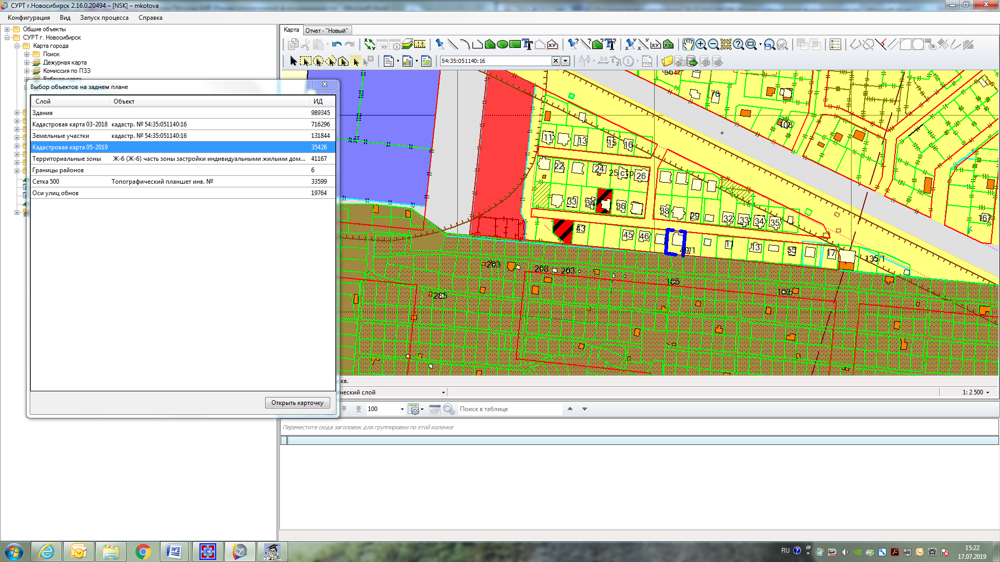 СУРТ г.Новосибирск 2.16.0.20494 – [NSK] – mkotova
Конфигурация Вид Запуск процесса Справка
Общие объекты
СУРТ г. Новосибирск
Карта города
Поиск
Дежурная карта
Комиссия по ПЗЗ
Рабочая карта
Карта Отчет - "Новый"
54:35:051140:16
Выбор объектов на заднем плане
Слой Объект ИД
Здания 989345
Кадастровая карта 03-2018 кадастр. № 54:35:051140:16 716296
Земельные участки кадастр. № 54:35:051140:16 131844
Кадастровая карта 05-2019 35426
Территориальные зоны Ж-6 (Ж-6) часть зоны застройки индивидуальными жилыми дом... 41167
Границы районов 6
Сетка 500 Топографический планшет инв. № 33599
Оси улиц обнов 19764
Открыть карточку
78
108
167
11 13 15 16
22 24 25 стр. 26
33 34 36
38 29 32 33 34 35
43 45 46 49/1 11 13 55 17 135/1
263 268 203
185
163
285
кв.
ческий слой
1: 2 500
100
Поиск в таблице
Переместите сюда заголовок для группировки по этой колонке
RU
15:22
17.07.2019